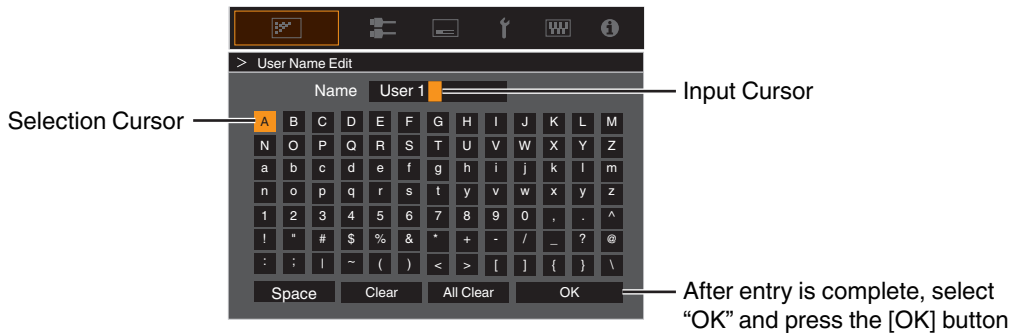 > User Name Edit
Name User 1
Input Cursor
Selection Cursor
A B C D E F G H I J K L M
N O P Q R S T U V W X Y Z
a b c d e f g h i j k l m
n o p q r s t y v w x y z
1 2 3 4 5 6 7 8 9 0 , . ^
! " # $ % & * + - / _ ? @
: ; | ~ ( ) < > [ ] { } \
Space Clear All Clear OK
After entry is complete, select
“OK” and press the [OK] button